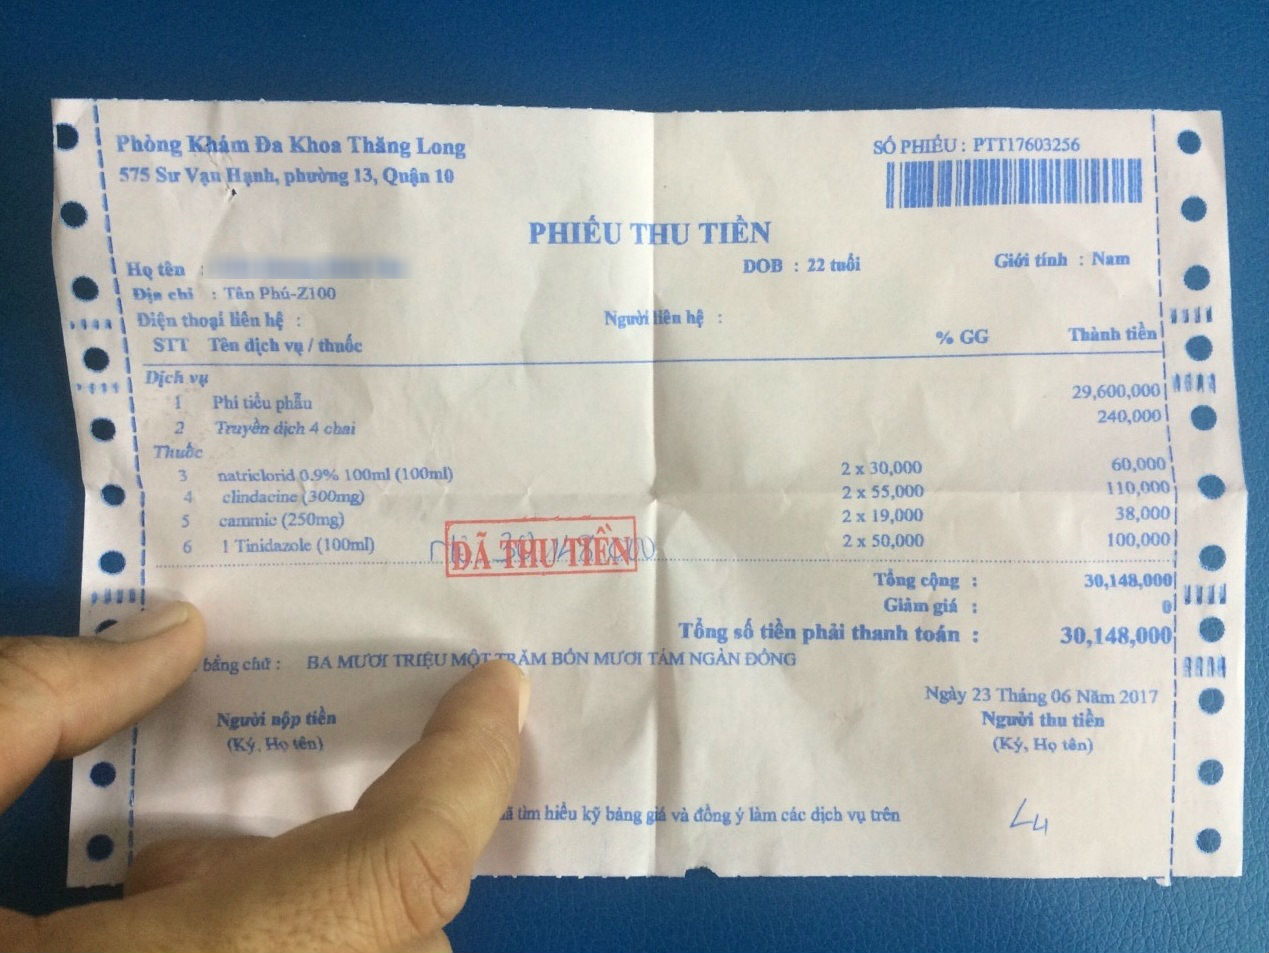 Phòng Khám Đa Khoa Thăng Long
575 Sư Vạn Hạnh, phường 13, Quận 10
SỐ PHIẾU : PTT17603256
PHIẾU THU TIỀN
Họ tên :
DOB : 22 tuổi Giới tính : Nam
Địa chỉ : Tân Phú-Z100
Điện thoại liên hệ : Người liên hệ :
STT Tên dịch vụ / thuốc % GG Thành tiền
Dịch vụ
1 Phí tiểu phẫu 29,600,000
2 Truyền dịch 4 chai 240,000
Thuốc
3 natriclorid 0.9% 100ml (100ml) 2 x 30,000 60,000
4 clindacine (300mg) 2 x 55,000 110,000
5 cammic (250mg) 2 x 19,000 38,000
6 1 Tinidazole (100ml) 2 x 50,000 100,000
ĐÃ THU TIỀN
Tổng cộng : 30,148,000
Giảm giá : 0
Tổng số tiền phải thanh toán : 30,148,000
bằng chữ : BA MƯƠI TRIỆU MỘT TRĂM BỐN MƯƠI TÁM NGÀN ĐỒNG
Ngày 23 Tháng 06 Năm 2017
Người nộp tiền Người thu tiền
(Ký, Họ tên) (Ký, Họ tên)
tìm hiểu kỹ bảng giá và đồng ý làm các dịch vụ trên